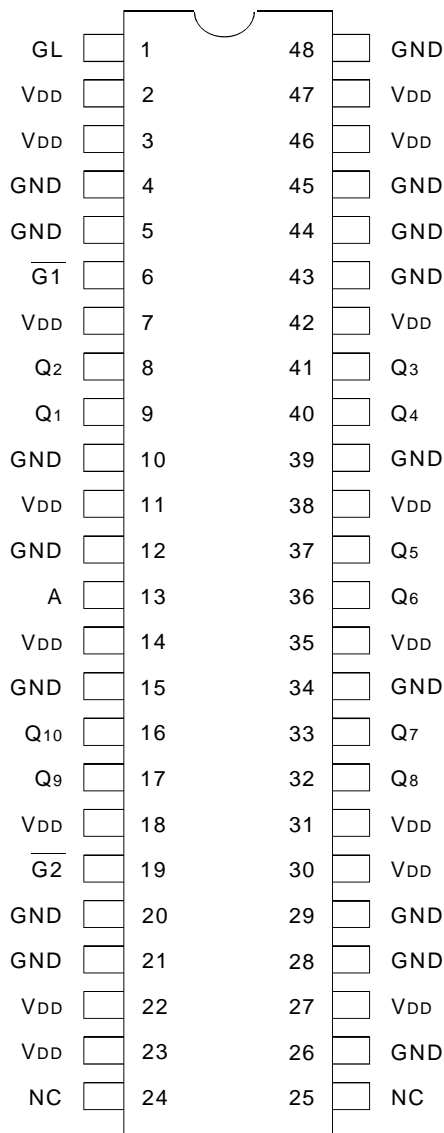 GL 1 48 GND
VDD 2 47 VDD
VDD 3 46 VDD
GND 4 45 GND
GND 5 44 GND
G1 6 43 GND
VDD 7 42 VDD
Q2 8 41 Q3
Q1 9 40 Q4
GND 10 39 GND
VDD 11 38 VDD
GND 12 37 Q5
A 13 36 Q6
VDD 14 35 VDD
GND 15 34 GND
Q10 16 33 Q7
Q9 17 32 Q8
VDD 18 31 VDD
G2 19 30 VDD
GND 20 29 GND
GND 21 28 GND
VDD 22 27 VDD
VDD 23 26 GND
NC 24 25 NC